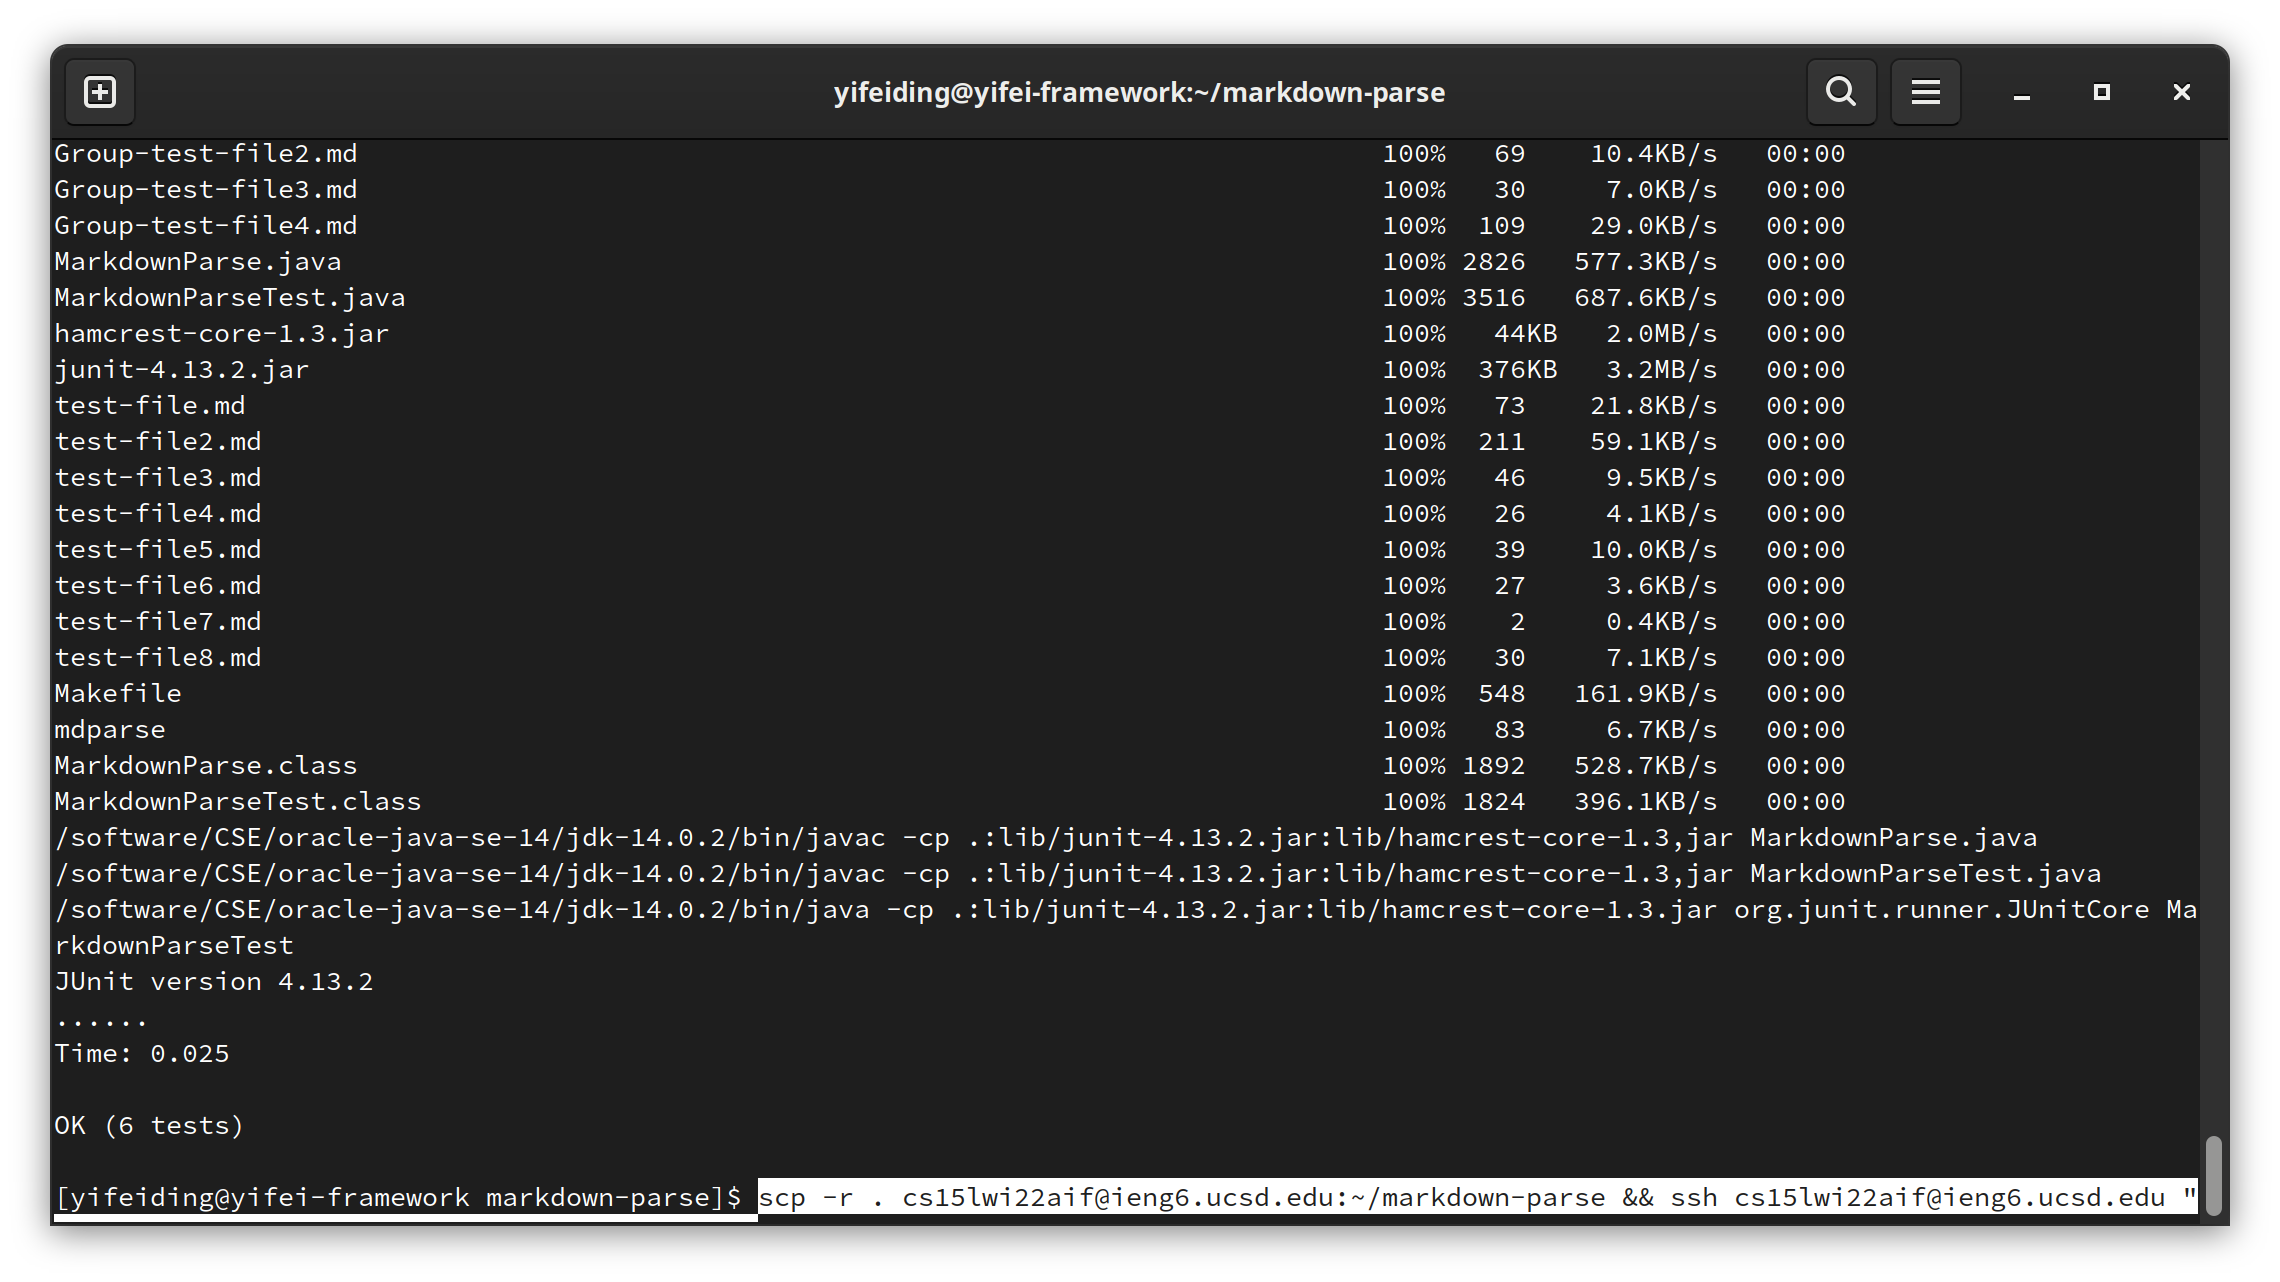 yifeiding@yifei-framework:~/markdown-parse
Group-test-file2.md 100% 69 10.4KB/s 00:00
Group-test-file3.md 100% 30 7.0KB/s 00:00
Group-test-file4.md 100% 109 29.0KB/s 00:00
MarkdownParse.java 100% 2826 577.3KB/s 00:00
MarkdownParseTest.java 100% 3516 687.6KB/s 00:00
hamcrest-core-1.3.jar 100% 44KB 2.0MB/s 00:00
junit-4.13.2.jar 100% 376KB 3.2MB/s 00:00
test-file.md 100% 73 21.8KB/s 00:00
test-file2.md 100% 211 59.1KB/s 00:00
test-file3.md 100% 46 9.5KB/s 00:00
test-file4.md 100% 26 4.1KB/s 00:00
test-file5.md 100% 39 10.0KB/s 00:00
test-file6.md 100% 27 3.6KB/s 00:00
test-file7.md 100% 2 0.4KB/s 00:00
test-file8.md 100% 30 7.1KB/s 00:00
Makefile 100% 548 161.9KB/s 00:00
mdparse 100% 83 6.7KB/s 00:00
MarkdownParse.class 100% 1892 528.7KB/s 00:00
MarkdownParseTest.class 100% 1824 396.1KB/s 00:00
/software/CSE/oracle-java-se-14/jdk-14.0.2/bin/javac -cp .:lib/junit-4.13.2.jar:lib/hamcrest-core-1.3,jar MarkdownParse.java
/software/CSE/oracle-java-se-14/jdk-14.0.2/bin/javac -cp .:lib/junit-4.13.2.jar:lib/hamcrest-core-1.3,jar MarkdownParseTest.java
/software/CSE/oracle-java-se-14/jdk-14.0.2/bin/java -cp .:lib/junit-4.13.2.jar:lib/hamcrest-core-1.3.jar org.junit.runner.JUnitCore Ma
rkdownParseTest
JUnit version 4.13.2
......
Time: 0.025
OK (6 tests)
[yifeiding@yifei-framework markdown-parse]$ scp -r . cs15lwi22aif@ieng6.ucsd.edu:~/markdown-parse && ssh cs15lwi22aif@ieng6.ucsd.edu "